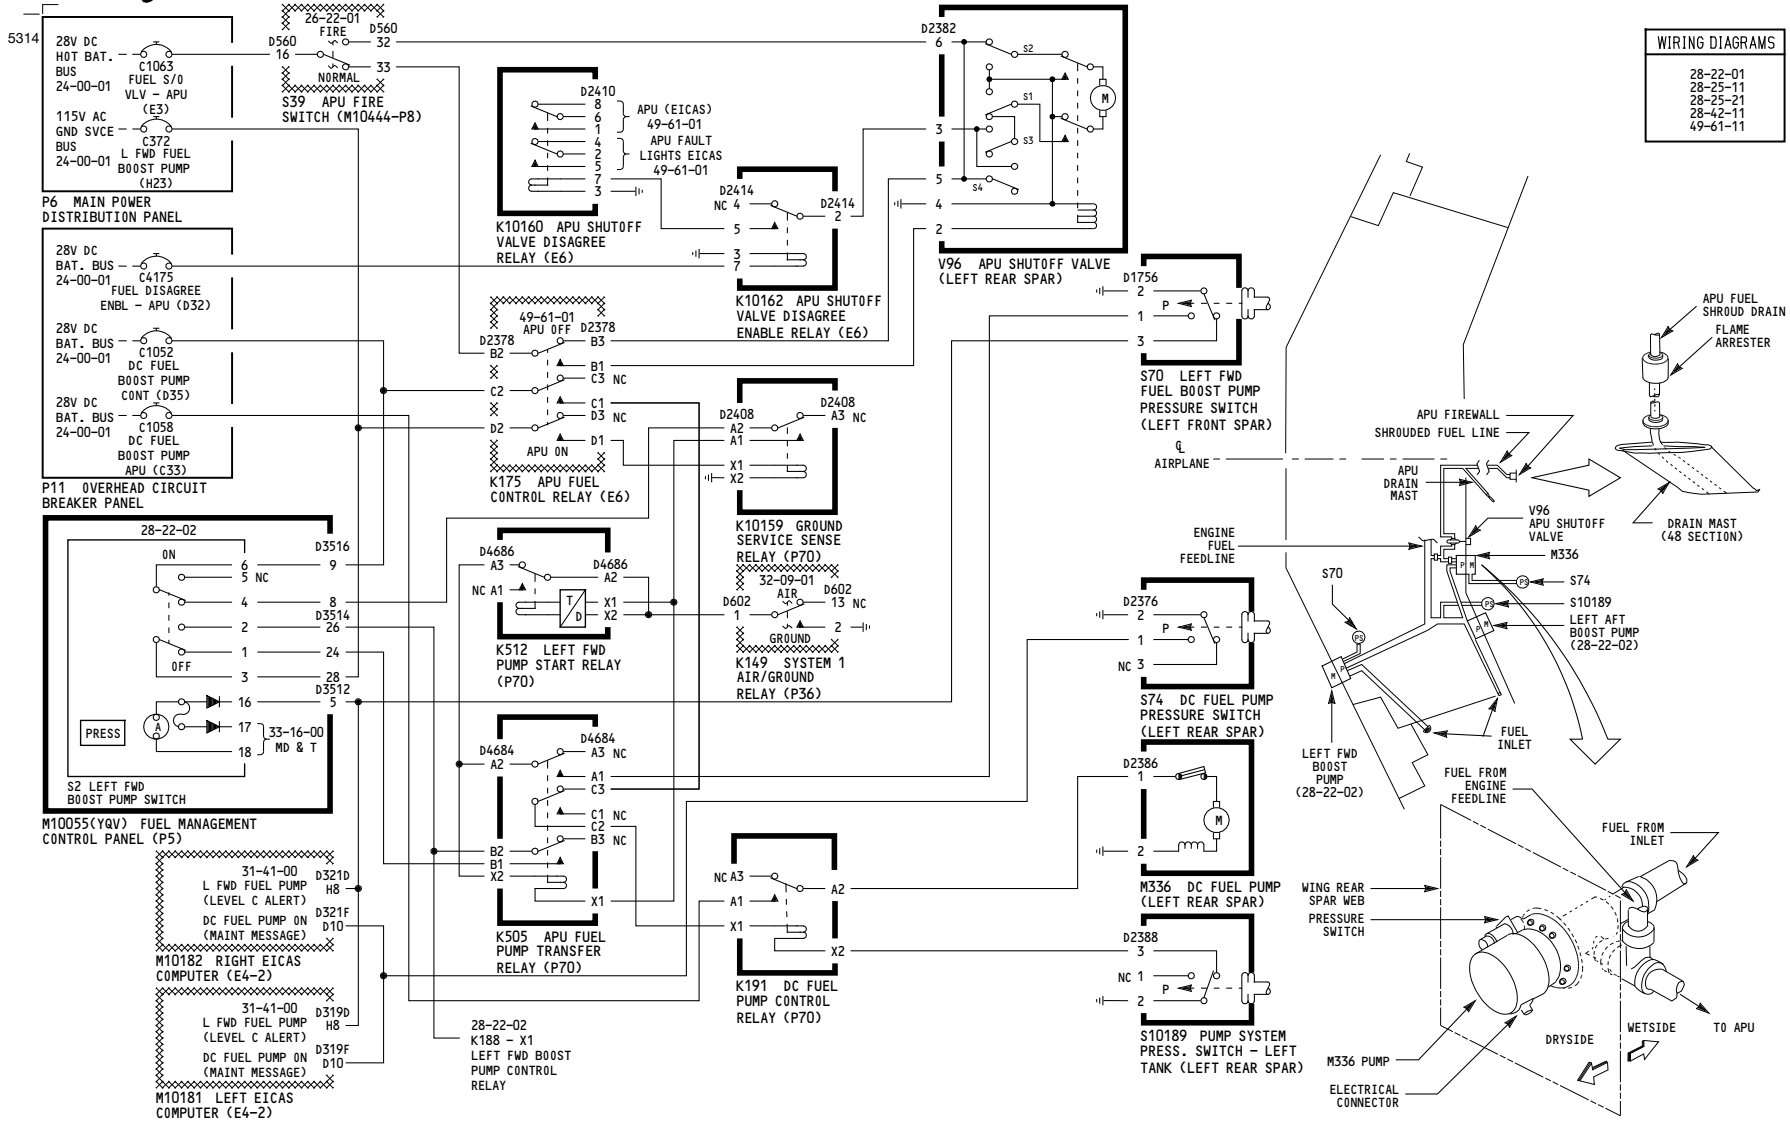 5314
28V DC
HOT BAT.
BUS
24-00-01
C1063
FUEL S/O
VLV - APU
(E3)
115V AC
GND SVCE
BUS
24-00-01
C372
L FWD FUEL
BOOST PUMP
(H23)
P6 MAIN POWER
DISTRIBUTION PANEL
28V DC
BAT. BUS
24-00-01
C4175
FUEL DISAGREE
ENBL - APU (D32)
28V DC
BAT. BUS
24-00-01
C1052
DC FUEL
BOOST PUMP
CONT (D35)
28V DC
BAT. BUS
24-00-01
C1058
DC FUEL
BOOST PUMP
APU (C33)
P11 OVERHEAD CIRCUIT
BREAKER PANEL
28-22-02
ON
OFF
6
5 NC
4
2
1
3
16
17
18
D3516
9
8
D3514
26
24
28
D3512
5
PRESS
A
33-16-00
MD & T
S2 LEFT FWD
BOOST PUMP SWITCH
M10055(YQV) FUEL MANAGEMENT
CONTROL PANEL (P5)
31-41-00
L FWD FUEL PUMP
(LEVEL C ALERT)
DC FUEL PUMP ON
(MAINT MESSAGE)
D321D
H8
D321F
D10
M10182 RIGHT EICAS
COMPUTER (E4-2)
31-41-00
L FWD FUEL PUMP
(LEVEL C ALERT)
DC FUEL PUMP ON
(MAINT MESSAGE)
D319D
H8
D319F
D10
M10181 LEFT EICAS
COMPUTER (E4-2)
26-22-01
FIRE
NORMAL
D560
16
D560
32
33
S39 APU FIRE
SWITCH (M10444-P8)
D2410
8
6
1
4
2
5
7
3
APU (EICAS)
49-61-01
APU FAULT
LIGHTS EICAS
49-61-01
K10160 APU SHUTOFF
VALVE DISAGREE
RELAY (E6)
D2414
NC 4
5
3
7
D2414
2
K10162 APU SHUTOFF
VALVE DISAGREE
ENABLE RELAY (E6)
49-61-01
APU OFF
APU ON
D2378
B2
C2
D2
D2378
B3
B1
C3 NC
C1
D3 NC
D1
K175 APU FUEL
CONTROL RELAY (E6)
D2408
A2
A1
X1
X2
D2408
A3 NC
K10159 GROUND
SERVICE SENSE
RELAY (P70)
D4686
A3
NC A1
D4686
A2
X1
X2
T
D
K512 LEFT FWD
PUMP START RELAY
(P70)
32-09-01
AIR
GROUND
D602
1
D602
13 NC
2
K149 SYSTEM 1
AIR/GROUND
RELAY (P36)
D4684
A2
B2
B1
X2
D4684
A3 NC
A1
C3
C1 NC
C2
B3 NC
X1
K505 APU FUEL
PUMP TRANSFER
RELAY (P70)
NC A3
A1
X1
A2
X2
K191 DC FUEL
PUMP CONTROL
RELAY (P70)
28-22-02
K188 - X1
LEFT FWD BOOST
PUMP CONTROL
RELAY
D2382
6
3
5
4
2
S2
S1
S3
S4
M
V96 APU SHUTOFF VALVE
(LEFT REAR SPAR)
D1756
2
1
3
P
S70 LEFT FWD
FUEL BOOST PUMP
PRESSURE SWITCH
(LEFT FRONT SPAR)
D2376
2
1
NC 3
P
S74 DC FUEL PUMP
PRESSURE SWITCH
(LEFT REAR SPAR)
D2386
1
2
M
M336 DC FUEL PUMP
(LEFT REAR SPAR)
D2388
3
NC 1
2
P
S10189 PUMP SYSTEM
PRESS. SWITCH - LEFT
TANK (LEFT REAR SPAR)
WIRING DIAGRAMS
28-22-01
28-25-11
28-25-21
28-42-11
49-61-11
APU FUEL
SHROUD DRAIN
FLAME
ARRESTER
DRAIN MAST
(48 SECTION)
APU FIREWALL
SHROUDED FUEL LINE
℄
AIRPLANE
APU
DRAIN
MAST
V96
APU SHUTOFF
VALVE
ENGINE
FUEL
FEEDLINE
M336
P M
PS
S74
PS
S10189
S70
PS
P M
LEFT AFT
BOOST PUMP
(28-22-02)
P
M
LEFT FWD
BOOST
PUMP
(28-22-02)
FUEL
INLET
FUEL FROM
ENGINE
FEEDLINE
FUEL FROM
INLET
WING REAR
SPAR WEB
PRESSURE
SWITCH
M336 PUMP
ELECTRICAL
CONNECTOR
DRYSIDE
WETSIDE
TO APU